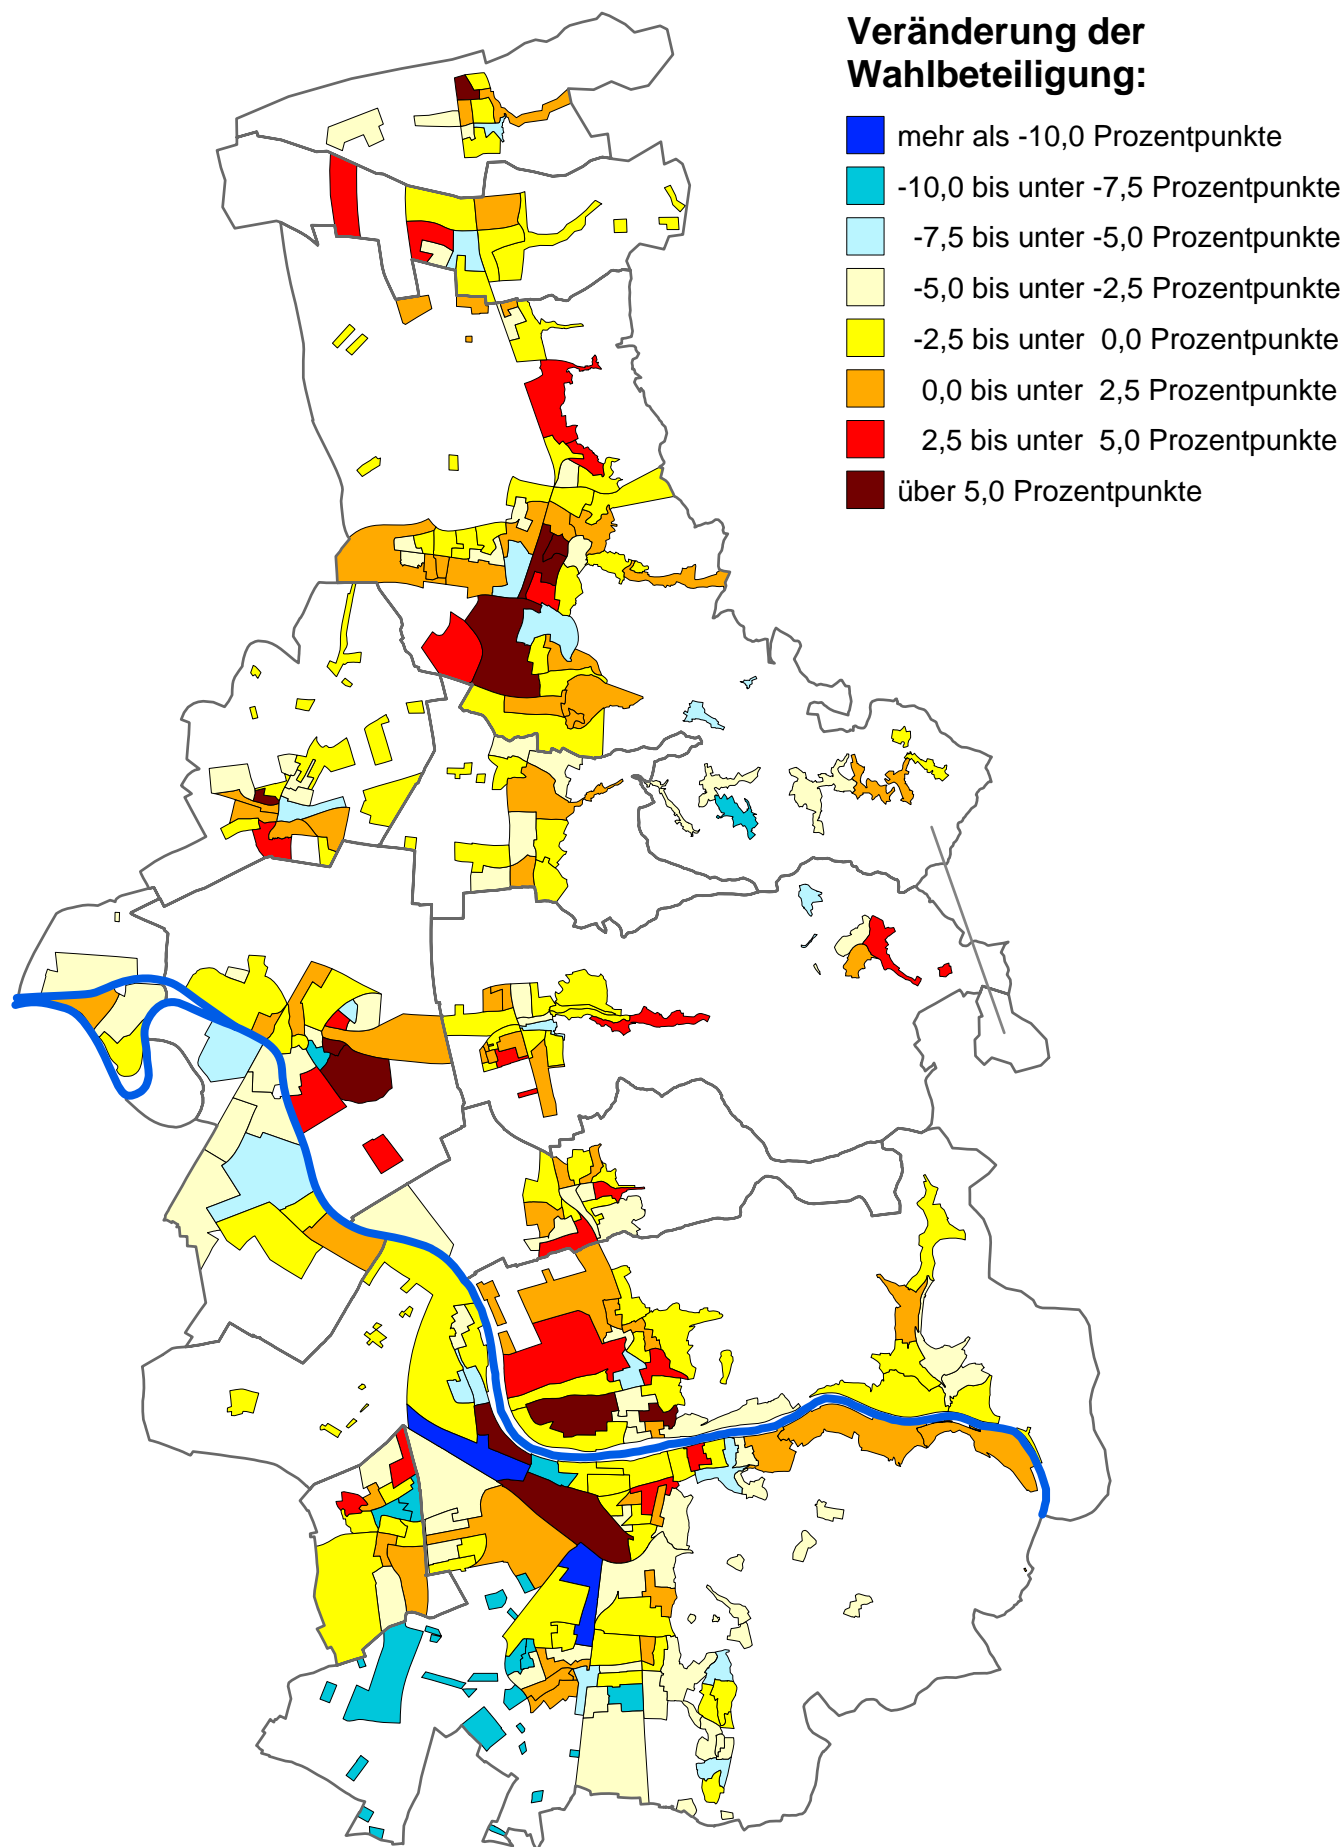 Veränderung der
Wahlbeteiligung:
mehr als -10,0 Prozentpunkte
-10,0 bis unter -7,5 Prozentpunkte
-7,5 bis unter -5,0 Prozentpunkte
-5,0 bis unter -2,5 Prozentpunkte
-2,5 bis unter 0,0 Prozentpunkte
0,0 bis unter 2,5 Prozentpunkte
2,5 bis unter 5,0 Prozentpunkte
über 5,0 Prozentpunkte